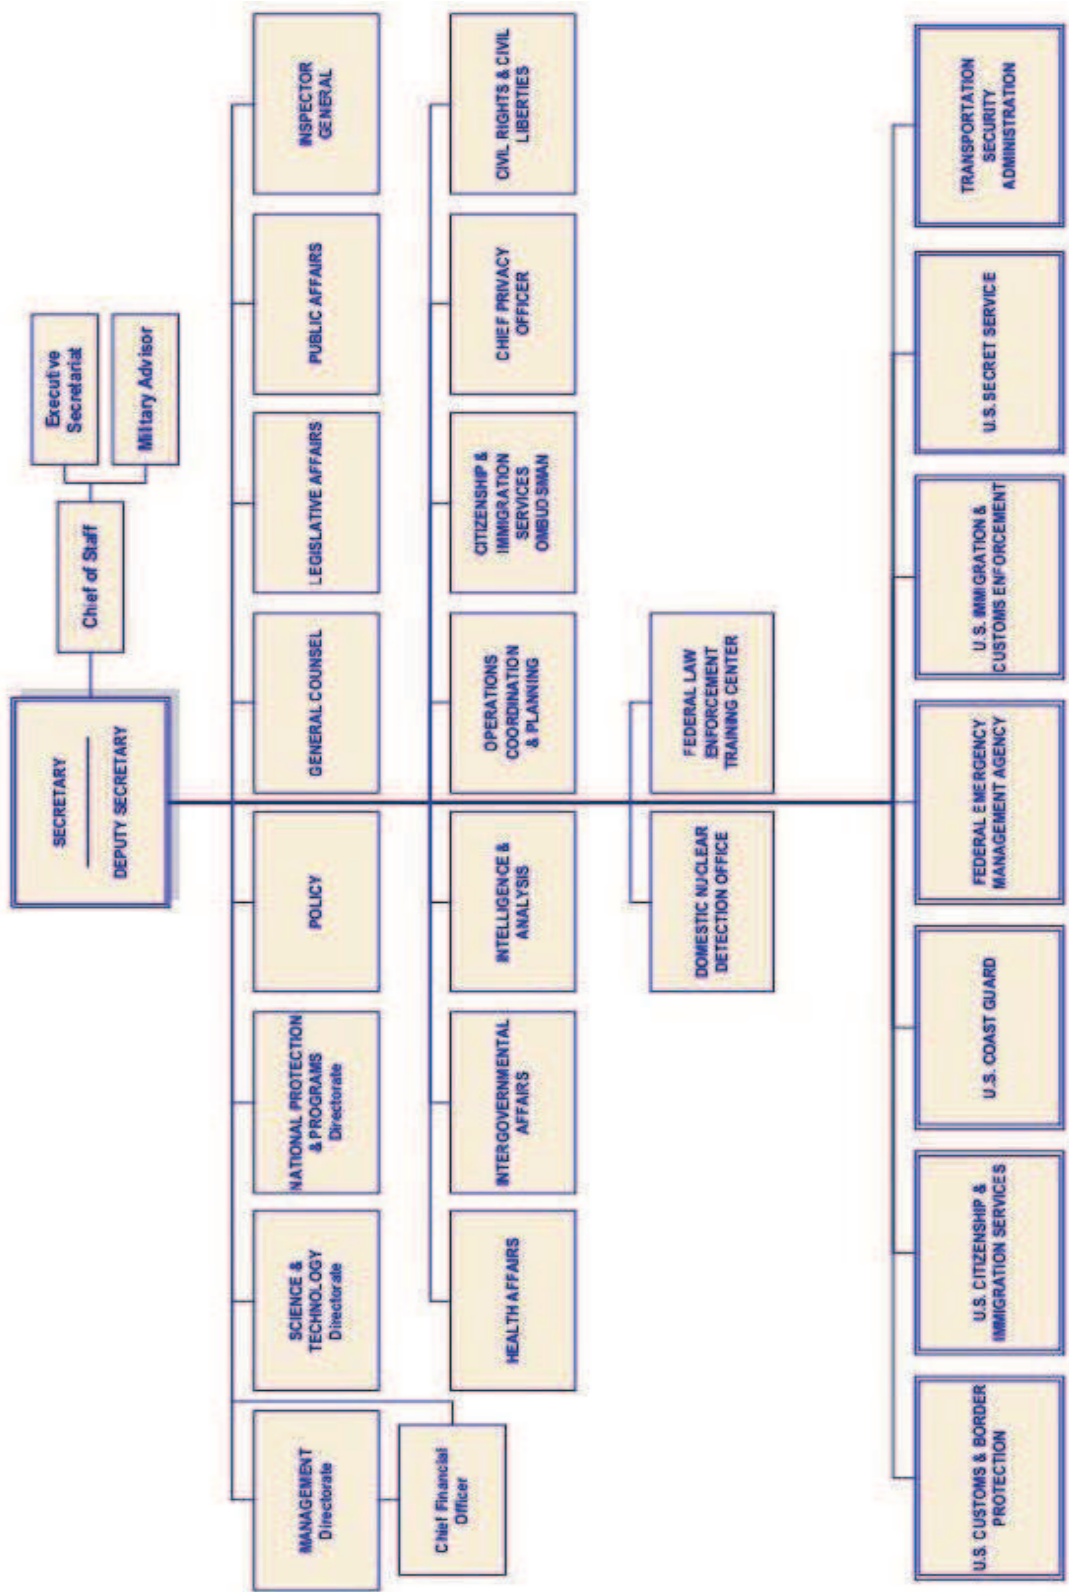 SECRETARY
DEPUTY SECRETARY
Chief of Staff
Executive
Secretariat
Military Advisor
MANAGEMENT
Directorate
Chief Financial
Officer
SCIENCE &
TECHNOLOGY
Directorate
NATIONAL PROTECTION
& PROGRAMS
Directorate
POLICY
GENERAL COUNSEL
LEGISLATIVE AFFAIRS
PUBLIC AFFAIRS
INSPECTOR
GENERAL
HEALTH AFFAIRS
INTERGOVERNMENTAL
AFFAIRS
INTELLIGENCE &
ANALYSIS
OPERATIONS
COORDINATION
& PLANNING
CITIZENSHIP &
IMMIGRATION
SERVICES
OMBUDSMAN
CHIEF PRIVACY
OFFICER
CIVIL RIGHTS & CIVIL
LIBERTIES
DOMESTIC NUCLEAR
DETECTION OFFICE
FEDERAL LAW
ENFORCEMENT
TRAINING CENTER
U.S. CUSTOMS & BORDER
PROTECTION
U.S. CITIZENSHIP &
IMMIGRATION SERVICES
U.S. COAST GUARD
FEDERAL EMERGENCY
MANAGEMENT AGENCY
U.S. IMMIGRATION &
CUSTOMS ENFORCEMENT
U.S. SECRET SERVICE
TRANSPORTATION
SECURITY
ADMINISTRATION